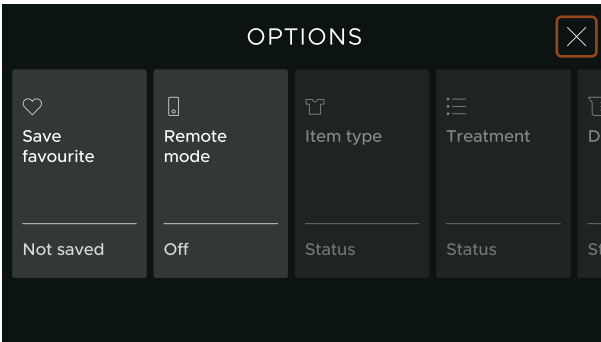 OPTIONS
Save
favourite
Not saved
Remote
mode
Off
Item type
Status
Treatment
Status